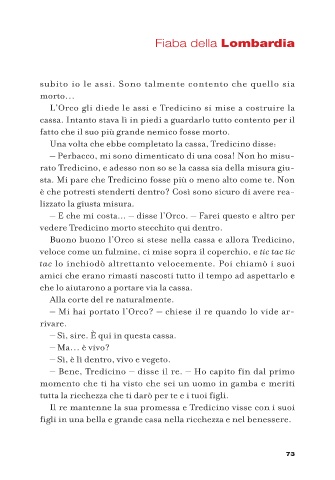 Fiaba della Lombardia
subito io le assi. Sono talmente contento che quello sia
morto…
L'Orco gli diede le assi e Tredicino si mise a costruire la
cassa. Intanto stava lì in piedi a guardarlo tutto contento per il
fatto che il suo più grande nemico fosse morto.
Una volta che ebbe completato la cassa, Tredicino disse:
– Perbacco, mi sono dimenticato di una cosa! Non ho misu-
rato Tredicino, e adesso non so se la cassa sia della misura giu-
sta. Mi pare che Tredicino fosse più o meno alto come te. Non
è che potresti stenderti dentro? Così sono sicuro di avere rea-
lizzato la giusta misura.
– E che mi costa… – disse l'Orco. – Farei questo e altro per
vedere Tredicino morto stecchito qui dentro.
Buono buono l'Orco si stese nella cassa e allora Tredicino,
veloce come un fulmine, ci mise sopra il coperchio, e tic tac tic
tac lo inchiodò altrettanto velocemente. Poi chiamò i suoi
amici che erano rimasti nascosti tutto il tempo ad aspettarlo e
che lo aiutarono a portare via la cassa.
Alla corte del re naturalmente.
– Mi hai portato l'Orco? – chiese il re quando lo vide ar-
rivare.
– Sì, sire. È qui in questa cassa.
– Ma… è vivo?
– Sì, è lì dentro, vivo e vegeto.
– Bene, Tredicino – disse il re. – Ho capito fin dal primo
momento che ti ha visto che sei un uomo in gamba e meriti
tutta la ricchezza che ti darò per te e i tuoi figli.
Il re mantenne la sua promessa e Tredicino visse con i suoi
figli in una bella e grande casa nella ricchezza e nel benessere.
73